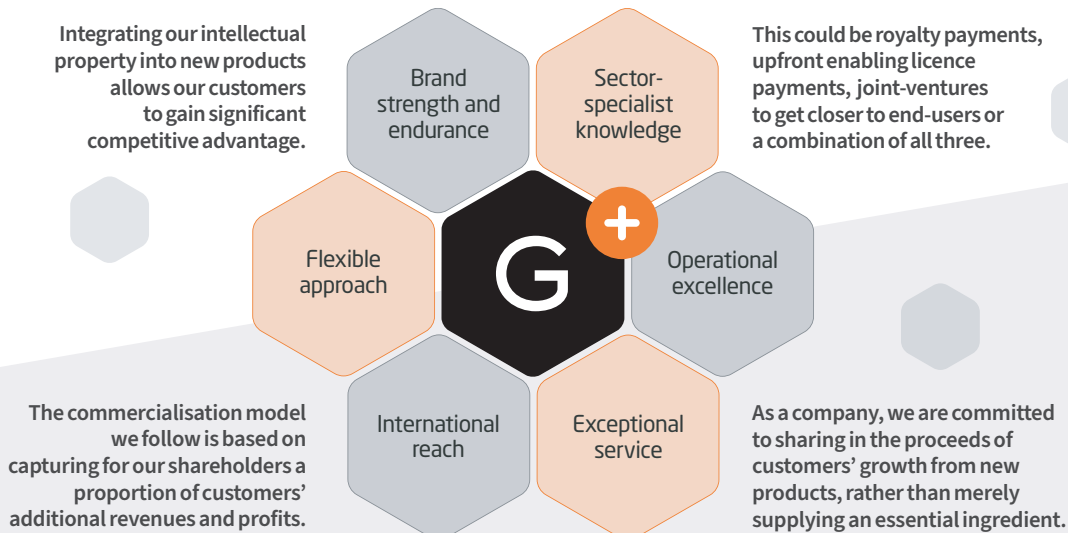 Integrating our intellectual
property into new products
allows our customers
to gain significant
competitive advantage.
Brand
strength and
endurance
Sector-
specialist
knowledge
This could be royalty payments,
upfront enabling licence
payments, joint-ventures
to get closer to end-users or
a combination of all three.
Flexible
approach
G
+
Operational
excellence
The commercialisation model
we follow is based on
capturing for our shareholders a
proportion of customers’
additional revenues and profits.
International
reach
Exceptional
service
As a company, we are committed
to sharing in the proceeds of
customers’ growth from new
products, rather than merely
supplying an essential ingredient.